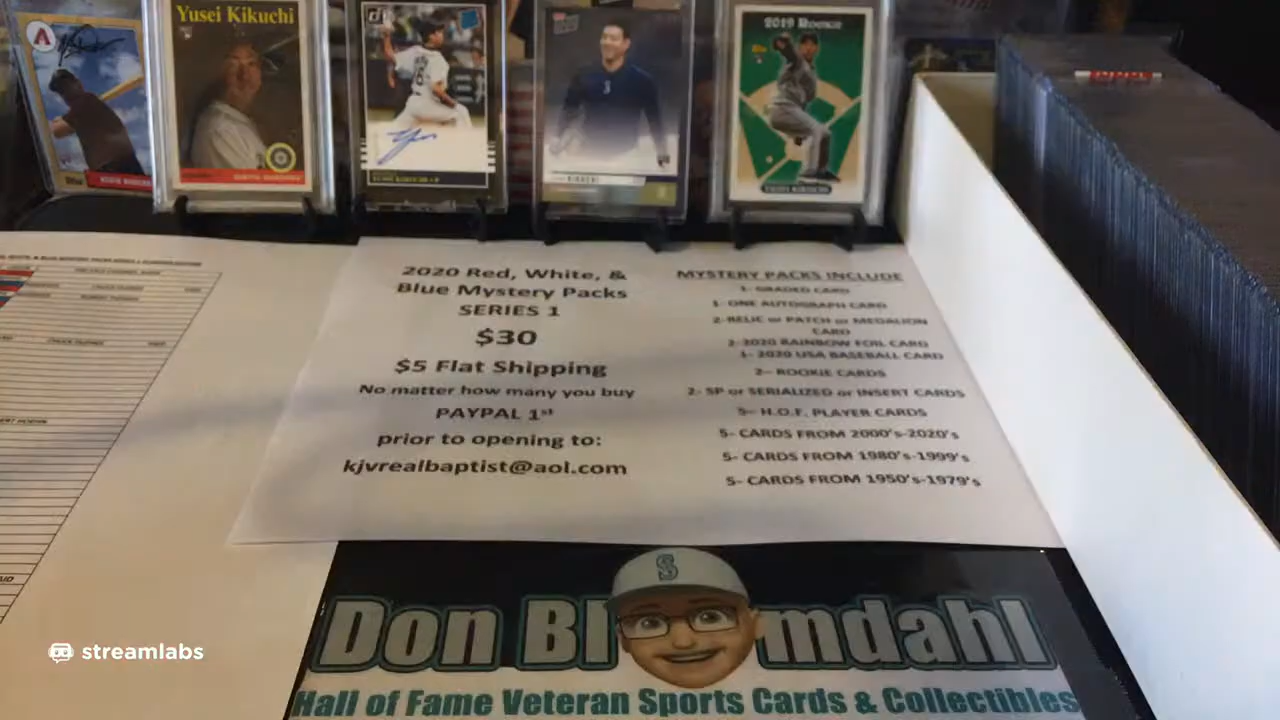 Yusei Kikuchi
2019 Rookie
YUSEI KIKUCHI
2020 Red, White, &
Blue Mystery Packs
SERIES 1
$30
$5 Flat Shipping
No matter how many you buy
PAYPAL 1st
prior to opening to:
kjvrealbaptist@aol.com
MYSTERY PACKS INCLUDE
1- GRADED CARD
1- ONE AUTOGRAPH CARD
2-RELIC or PATCH or MEDALION
CARD
2-2020 RAINBOW FOIL CARD
1- 2020 USA BASEBALL CARD
2- ROOKIE CARDS
2- SP or SERIALIZED or INSERT CARDS
5- H.O.F. PLAYER CARDS
5- CARDS FROM 2000's-2020's
5- CARDS FROM 1980's-1999's
5- CARDS FROM 1950's-1979's
S
Don Bl mdahl
Hall of Fame Veteran Sports Cards & Collectibles
streamlabs